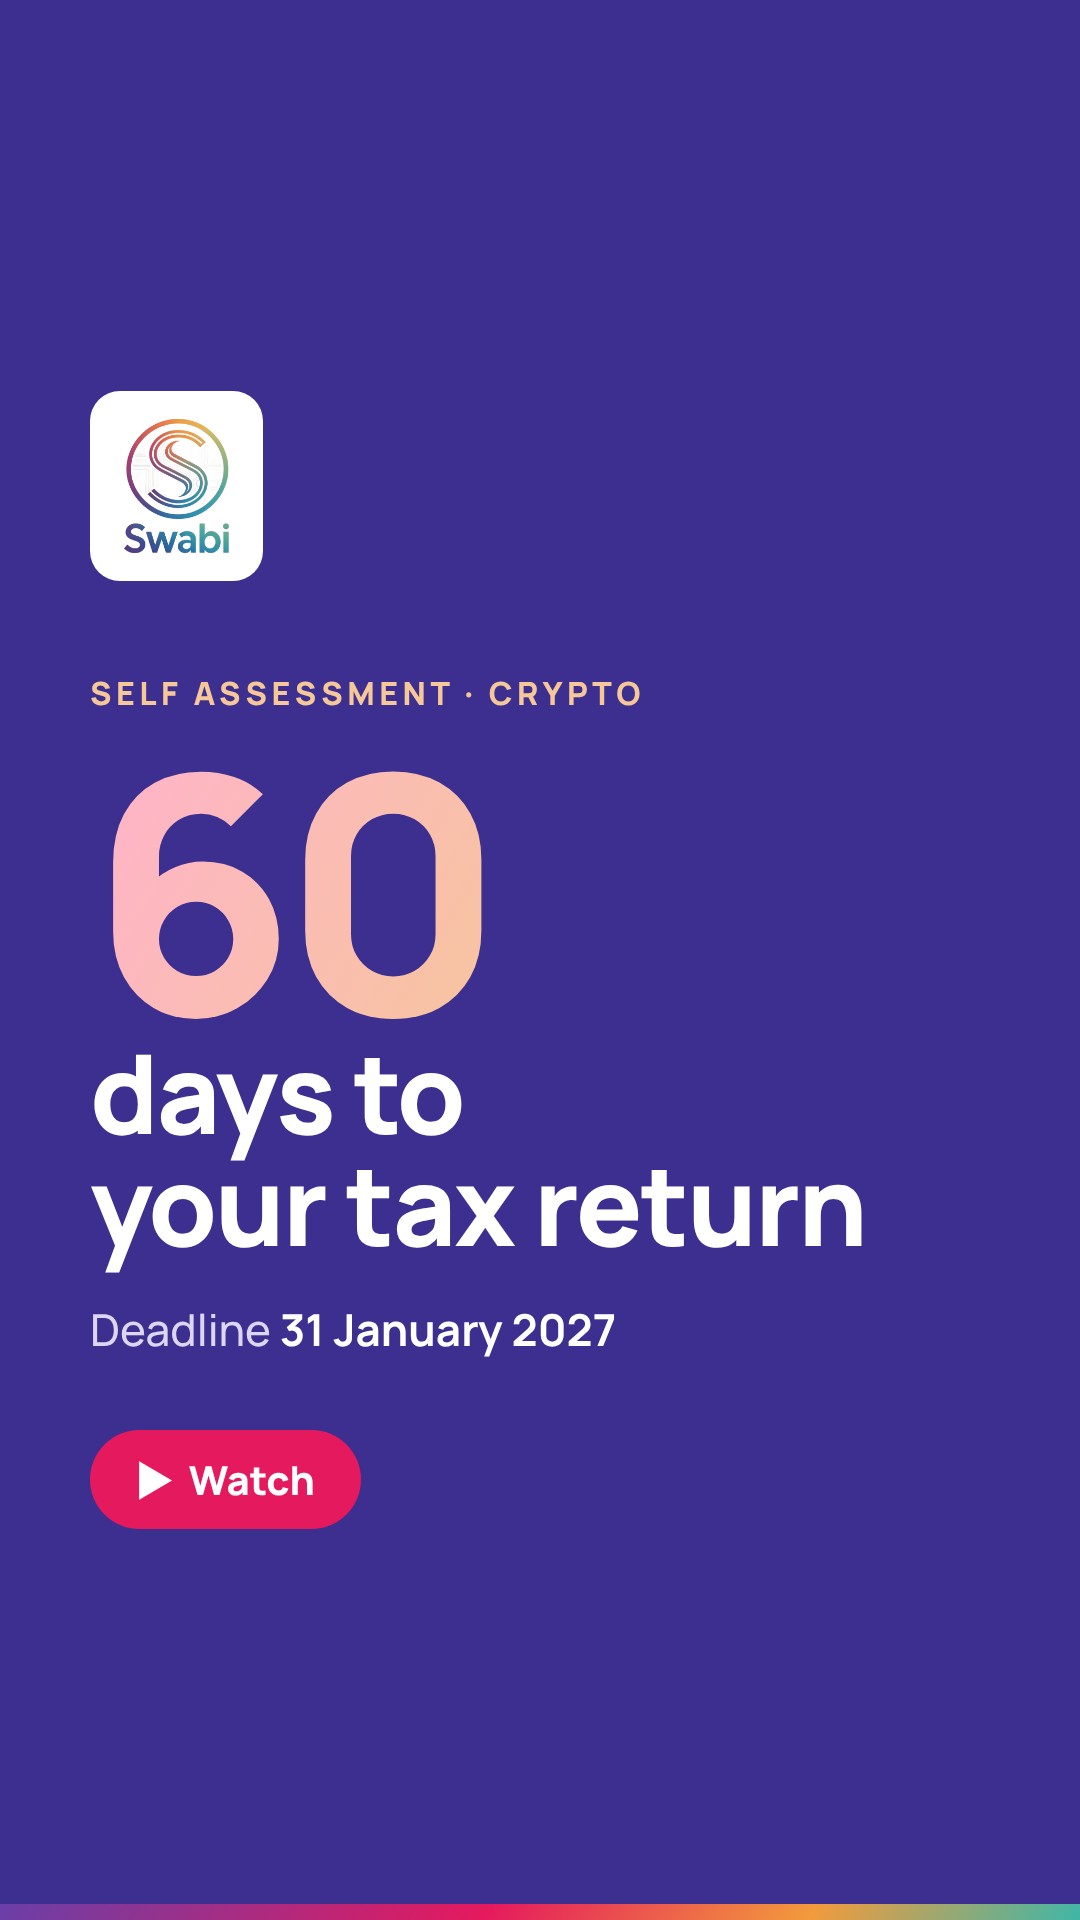 Swabi
SELF ASSESSMENT · CRYPTO
60
days to
your tax return
Deadline 31 January 2027
Watch